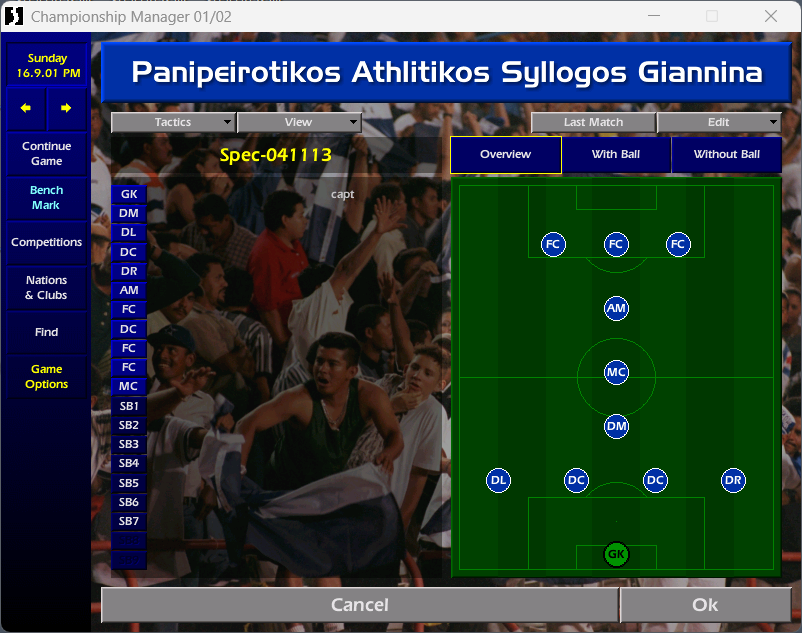 Championship Manager 01/02
Sunday
16.9.01 PM
Continue
Game
Bench
Mark
Competitions
Nations
& Clubs
Find
Game
Options
Panipeirotikos Athlitikos Syllogos Giannina
Tactics
View
Last Match
Edit
Spec-041113
Overview
With Ball
Without Ball
GK
capt
DM
DL
DC
DR
AM
FC
DC
FC
FC
MC
SB1
SB2
SB3
SB4
SB5
SB6
SB7
FC FC FC
AM
MC
DM
DL DC DC DR
GK
Cancel
Ok